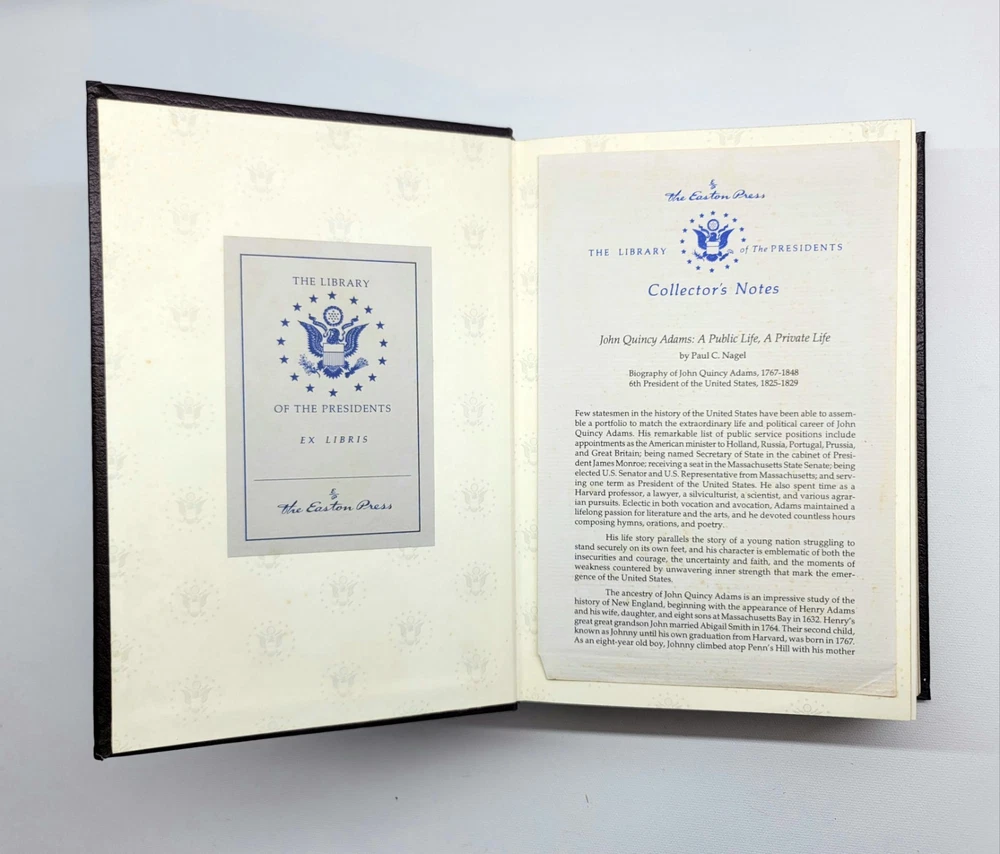 THE LIBRARY
OF THE PRESIDENTS
EX LIBRIS
The Easton Press
The Easton Press
THE LIBRARY of The PRESIDENTS
Collector's Notes
John Quincy Adams: A Public Life, A Private Life
by Paul C. Nagel
Biography of John Quincy Adams, 1767-1848
6th President of the United States, 1825-1829
Few statesmen in the history of the United States have been able to assem-
ble a portfolio to match the extraordinary life and political career of John
Quincy Adams. His remarkable list of public service positions include
appointments as the American minister to Holland, Russia, Portugal, Prussia,
and Great Britain; being named Secretary of State in the cabinet of Presi-
dent James Monroe; receiving a seat in the Massachusetts State Senate; being
elected U.S. Senator and U.S. Representative from Massachusetts; and serv-
ing one term as President of the United States. He also spent time as a
Harvard professor, a lawyer, a silviculturist, a scientist, and various agrar-
ian pursuits. Eclectic in both vocation and avocation, Adams maintained a
lifelong passion for literature and the arts, and he devoted countless hours
composing hymns, orations, and poetry.
His life story parallels the story of a young nation struggling to
stand securely on its own feet, and his character is emblematic of both the
insecurities and courage, the uncertainty and faith, and the moments of
weakness countered by unwavering inner strength that mark the emer-
gence of the United States.
The ancestry of John Quincy Adams is an impressive study of the
history of New England, beginning with the appearance of Henry Adams
and his wife, daughter, and eight sons at Massachusetts Bay in 1632. Henry's
great great grandson John married Abigail Smith in 1764. Their second child,
known as Johnny until his own graduation from Harvard, was born in 1767.
As an eight-year old boy, Johnny climbed atop Penn's Hill with his mother